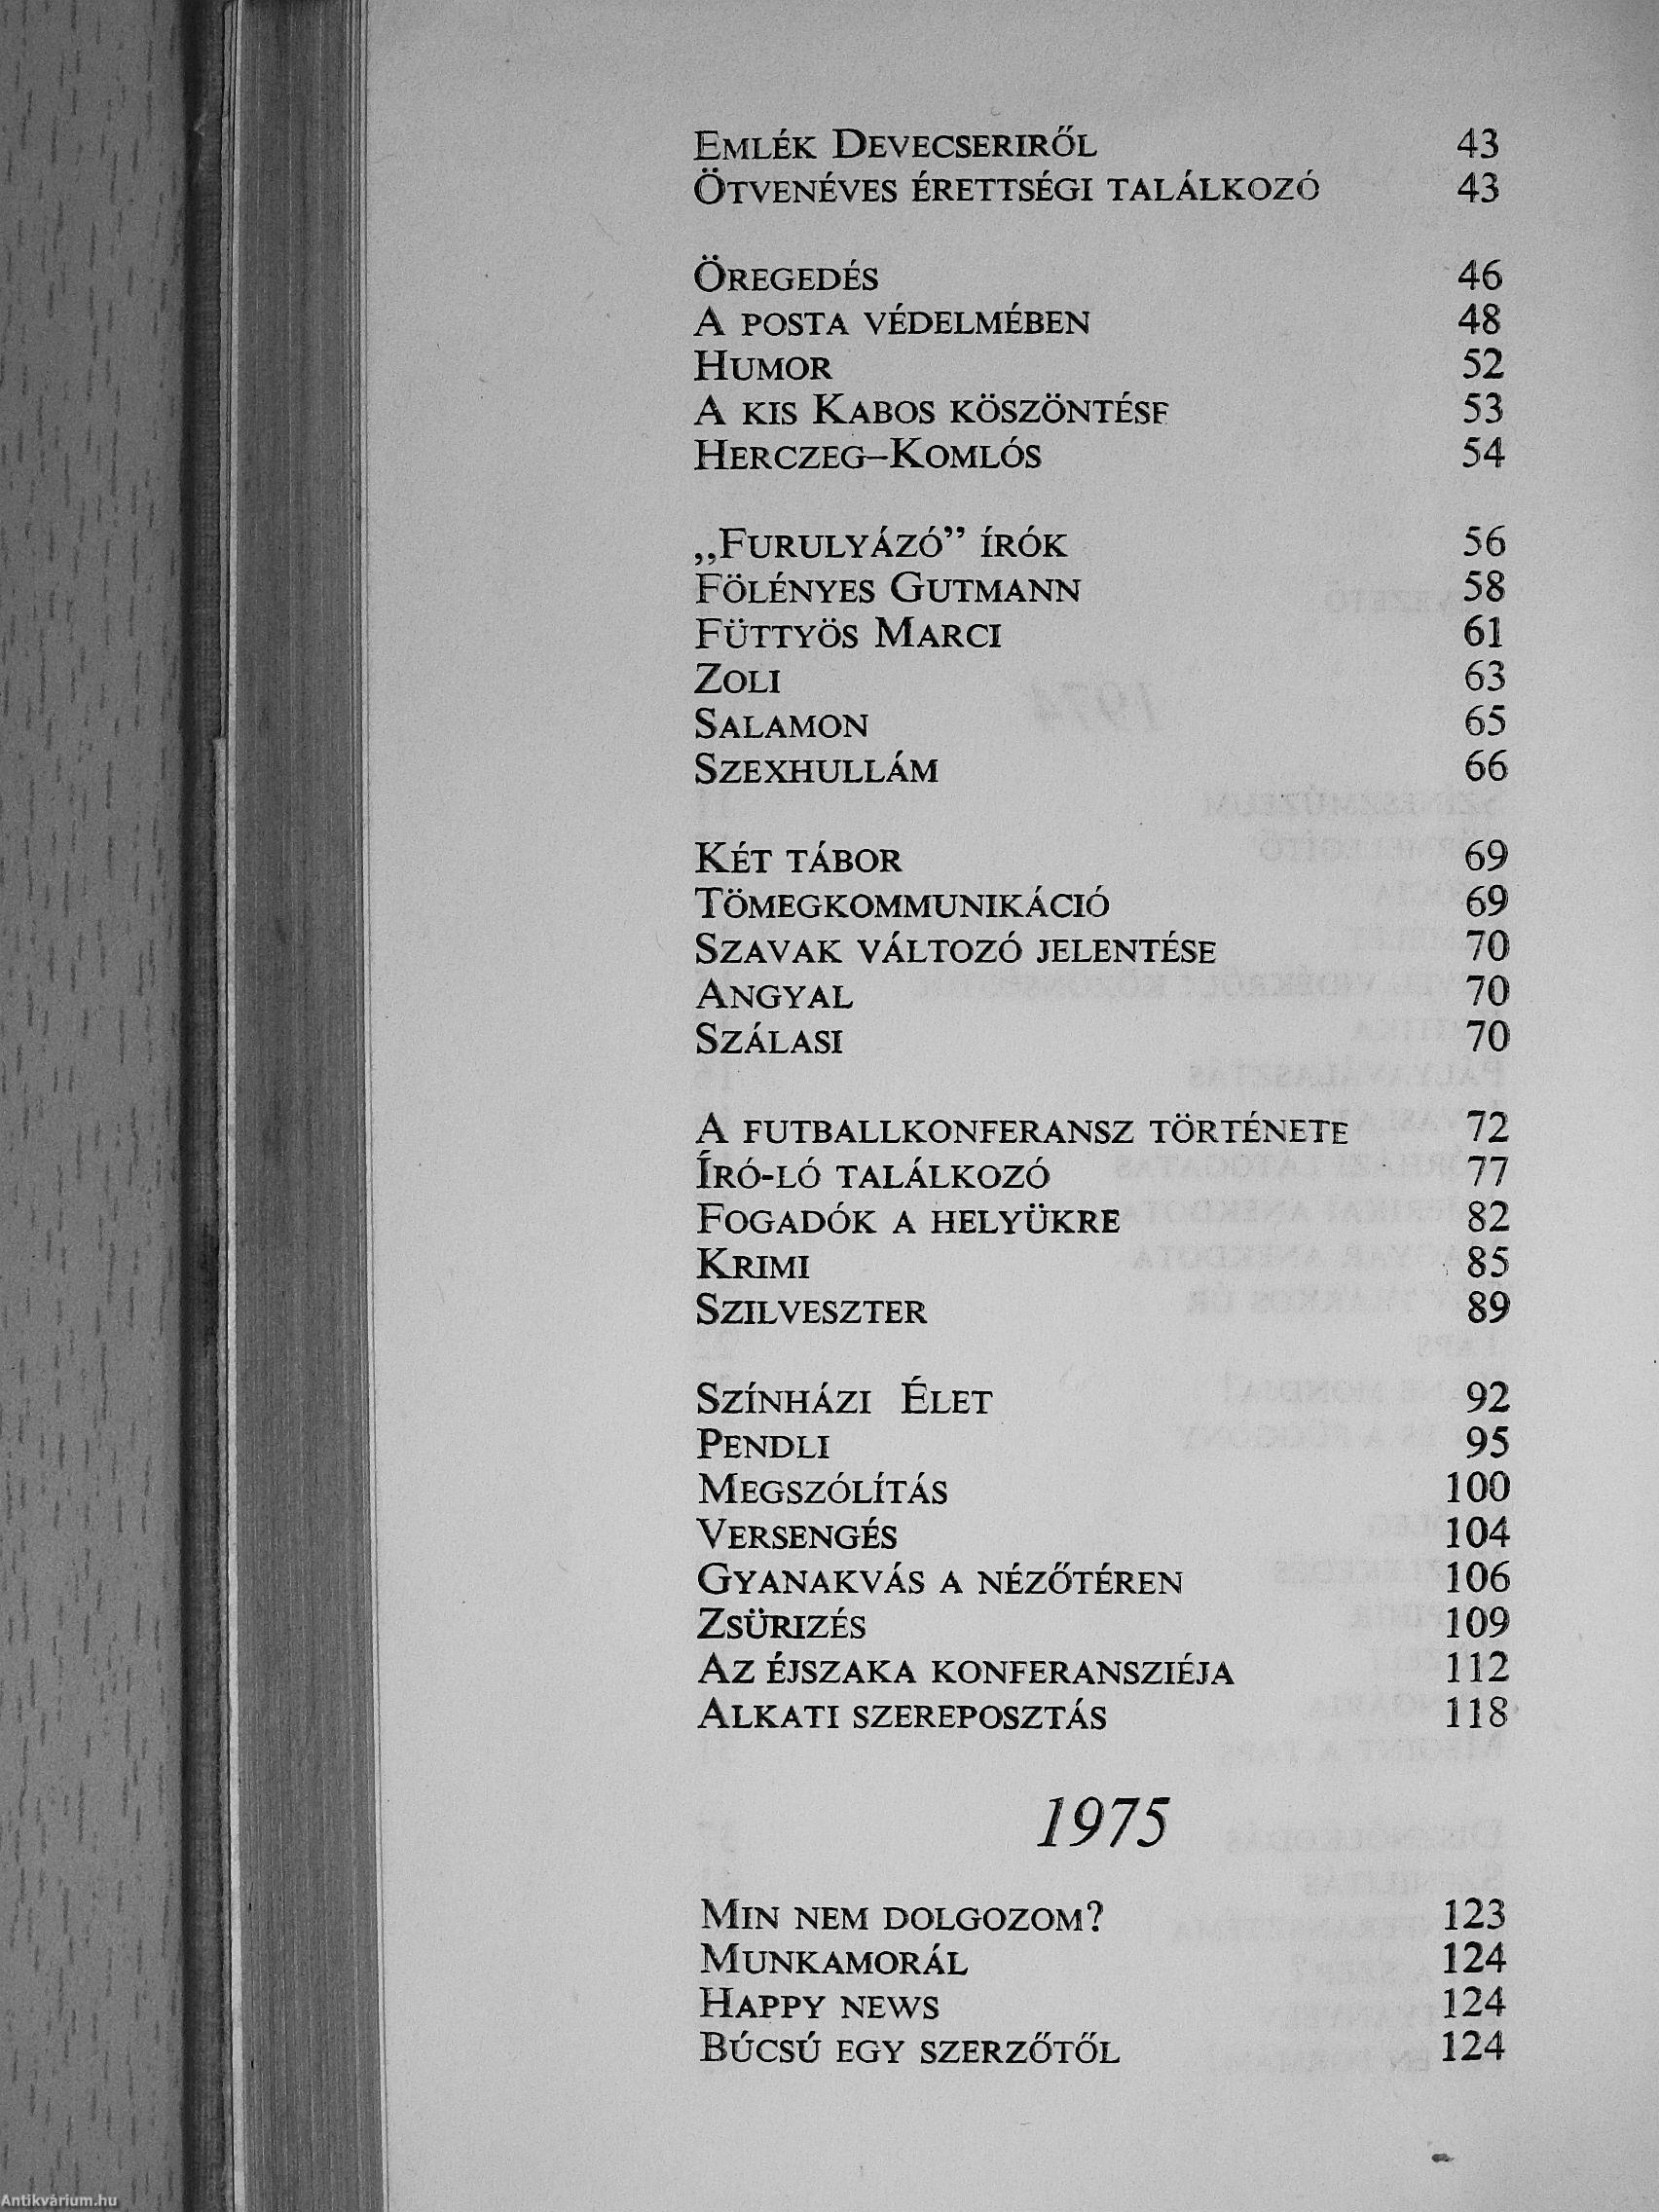 Emlék Devecseriről 43
Ötvenéves érettségi találkozó 43
Öregedés 46
A posta védelmében 48
Humor 52
A kis Kabos köszöntése 53
Herczeg–Komlós 54
„Furulyázó” írók 56
Fölényes Gutmann 58
Füttyös Marci 61
Zoli 63
Salamon 65
Szexhullám 66
Két tábor 69
Tömegkommunikáció 69
Szavak változó jelentése 70
Angyal 70
Szálasi 70
A futballkonferansz története 72
Író-ló találkozó 77
Fogadók a helyükre 82
Krimi 85
Szilveszter 89
Színházi Élet 92
Pendli 95
Megszólítás 100
Versengés 104
Gyanakvás a nézőtéren 106
Zsürizés 109
Az éjszaka konferansziéja 112
Alkati szereposztás 118
1975
Min nem dolgozom? 123
Munkamorál 124
Happy news 124
Búcsú egy szerzőtől 124
Antikvárium.hu